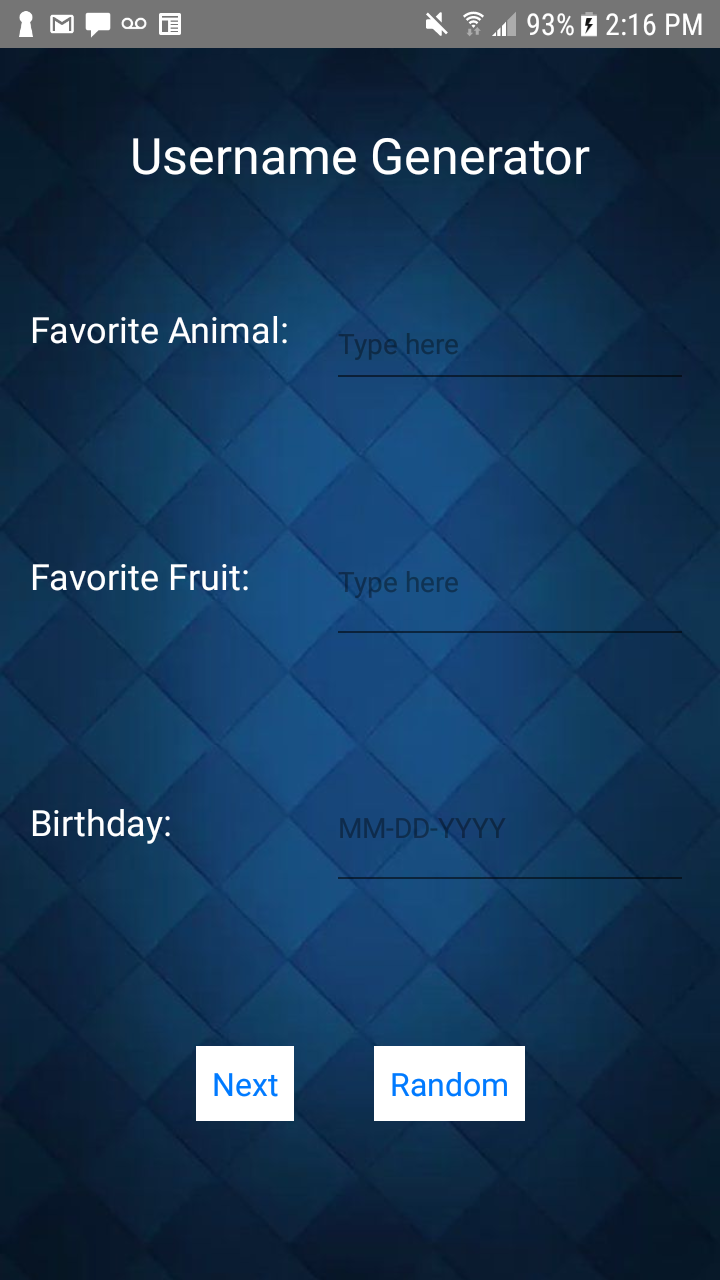 93% 2:16 PM
Username Generator
Favorite Animal: Type here
Favorite Fruit: Type here
Birthday: MM-DD-YYYY
Next Random